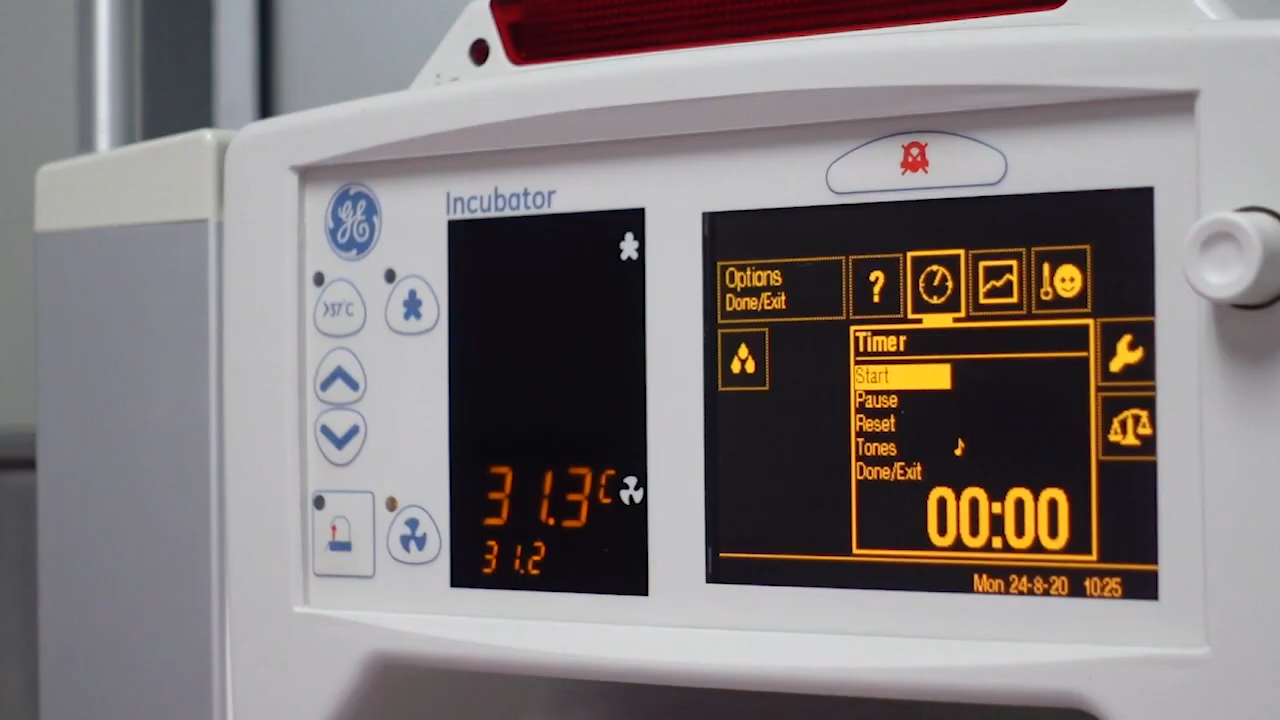 GE
Incubator
>37°C
31.3C
31.2
Options
Done/Exit
?
Timer
Start
Pause
Reset
Tones ♪
Done/Exit
00:00
Mon 24-8-20 10:25